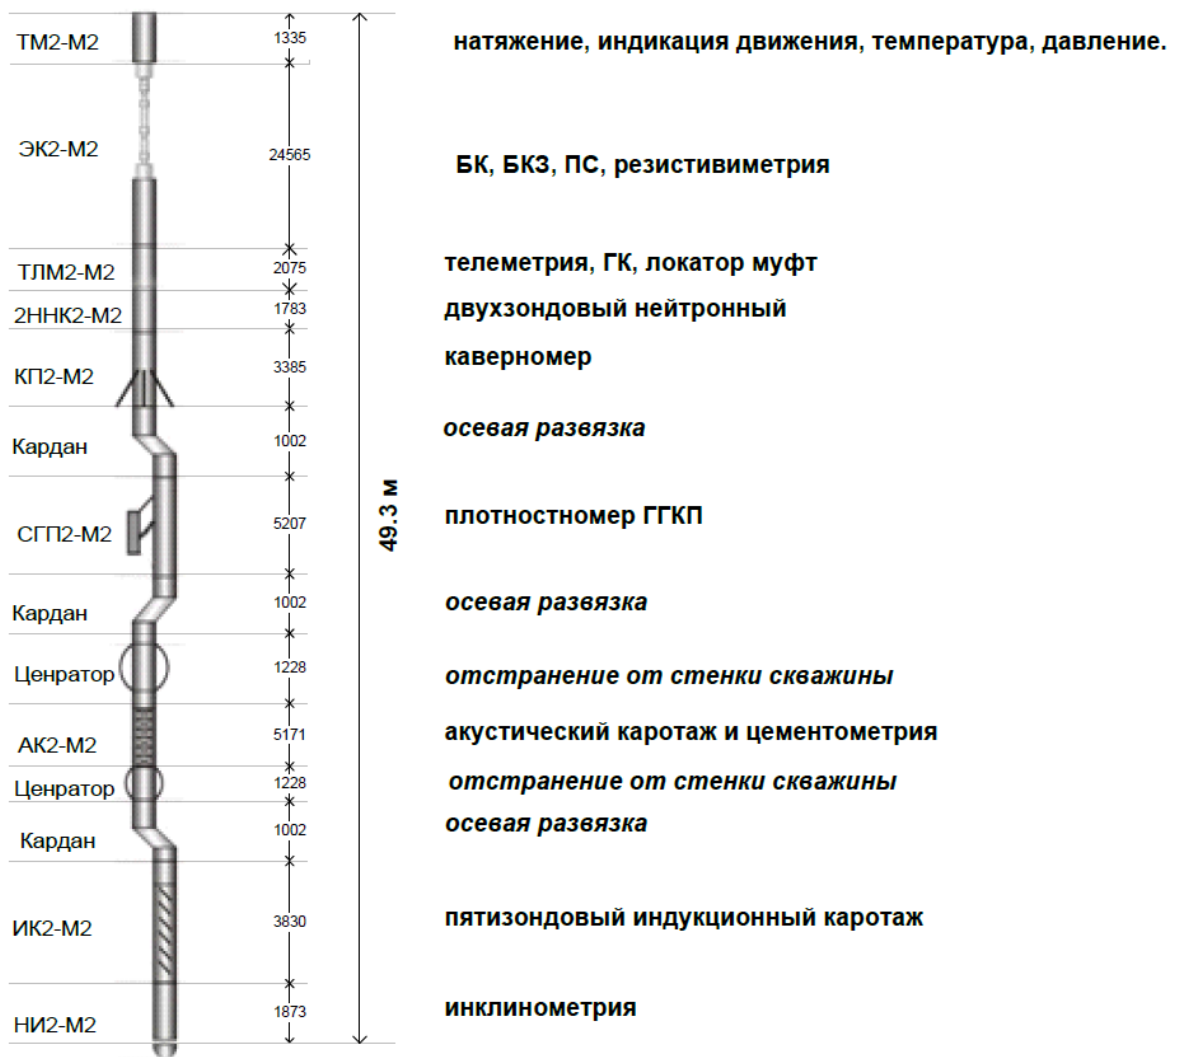 ТМ2-М2 1335 натяжение, индикация движения, температура, давление.
ЭК2-М2 24565 БК, БКЗ, ПС, резистивиметрия
ТЛМ2-М2 2075 телеметрия, ГК, локатор муфт
2ННК2-М2 1783 двухзондовый нейтронный
КП2-М2 3385 каверномер
Кардан 1002 осевая развязка
СГП2-М2 5207 плотностномер ГГКП
49.3 м
Кардан 1002 осевая развязка
Ценратор 1228 отстранение от стенки скважины
АК2-М2 5171 акустический каротаж и цементометрия
Ценратор 1228 отстранение от стенки скважины
Кардан 1002 осевая развязка
ИК2-М2 3830 пятизондовый индукционный каротаж
НИ2-М2 1873 инклинометрия